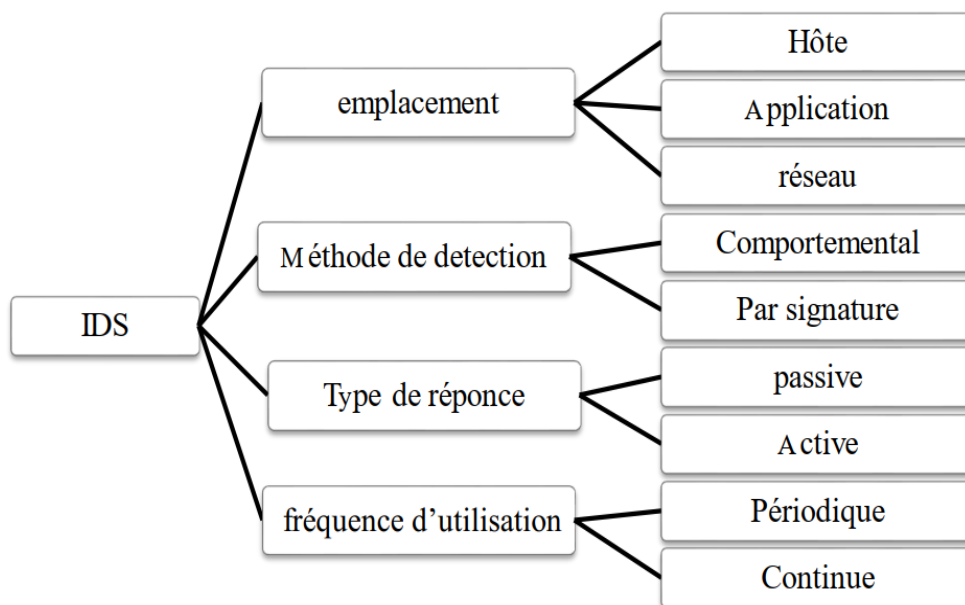 IDS
emplacement
Hôte
Application
réseau
Méthode de detection
Comportemental
Par signature
Type de réponce
passive
Active
fréquence d’utilisation
Périodique
Continue